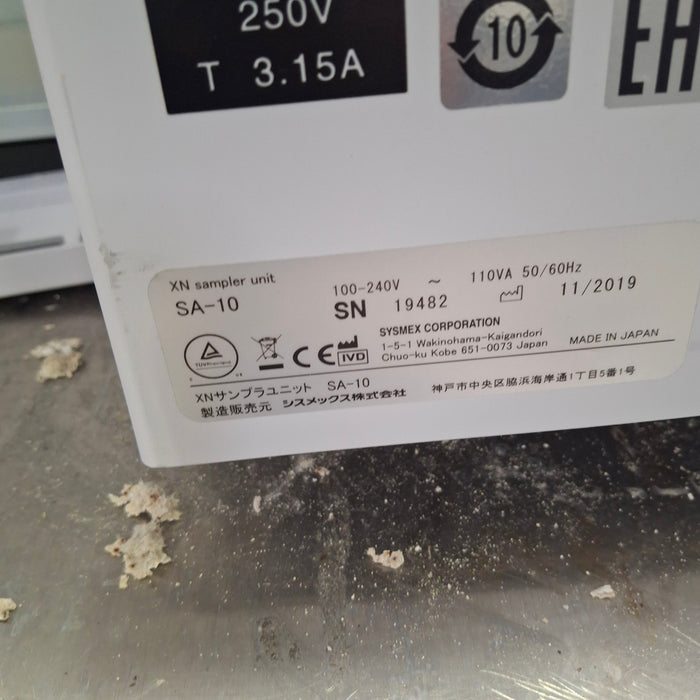 250V
T 3.15A
10
EAC
XN sampler unit
SA-10
100-240V ~ 110VA 50/60Hz
SN 19482 11/2019
SYSMEX CORPORATION
1-5-1 Wakinohama-Kaigandori
Chuo-ku Kobe 651-0073 Japan
MADE IN JAPAN
CE IVD
XNサンプラユニット SA-10
製造販売元 シスメックス株式会社 神戸市中央区脇浜海岸通1丁目5番1号